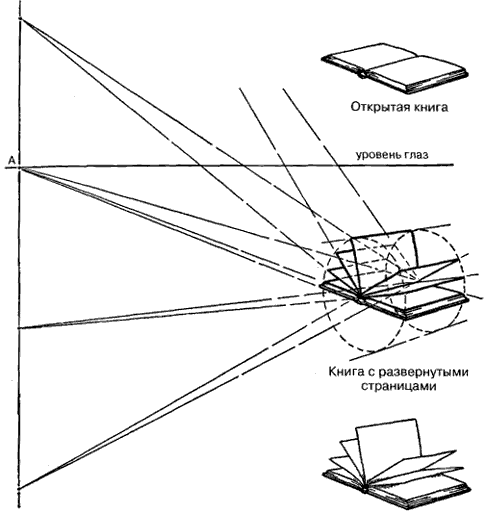 Открытая книга
А
уровень глаз
Книга с развернутыми
страницами